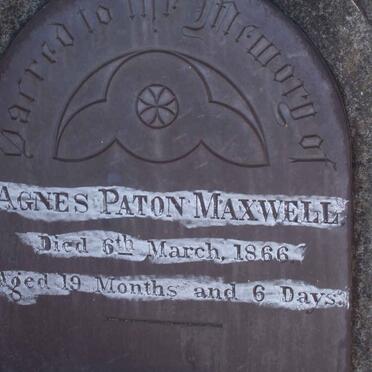 Sacred to the Memory of
AGNES PATON MAXWELL
Died 6th March, 1866
Aged 19 Months and 6 Days.